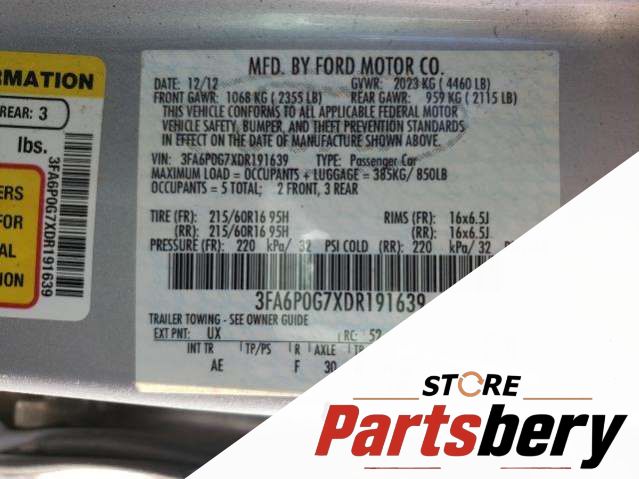 MFD. BY FORD MOTOR CO.
DATE: 12/12 GVWR: 2023 KG ( 4460 LB)
FRONT GAWR: 1068 KG ( 2355 LB) REAR GAWR: 959 KG ( 2115 LB)
THIS VEHICLE CONFORMS TO ALL APPLICABLE FEDERAL MOTOR
VEHICLE SAFETY, BUMPER, AND THEFT PREVENTION STANDARDS
IN EFFECT ON THE DATE OF MANUFACTURE SHOWN ABOVE.
VIN: 3FA6P0G7XDR191639 TYPE: Passenger Car
MAXIMUM LOAD = OCCUPANTS + LUGGAGE = 385KG/ 850LB
OCCUPANTS = 5 TOTAL; 2 FRONT, 3 REAR
TIRE (FR): 215/60R16 95H RIMS (FR): 16x6.5J
(RR): 215/60R16 95H (RR): 16x6.5J
PRESSURE (FR): 220 kPa/ 32 PSI COLD (RR): 220 kPa/ 32
3FA6P0G7XDR191639
TRAILER TOWING - SEE OWNER GUIDE
EXT PNT: UX RC: 52
INT TR TP/PS R AXLE
AE F 30
RMATION
REAR: 3
lbs.
ERS
FOR
AL
ION
3FA6P0G7XDR191639
STORE
Partsbery